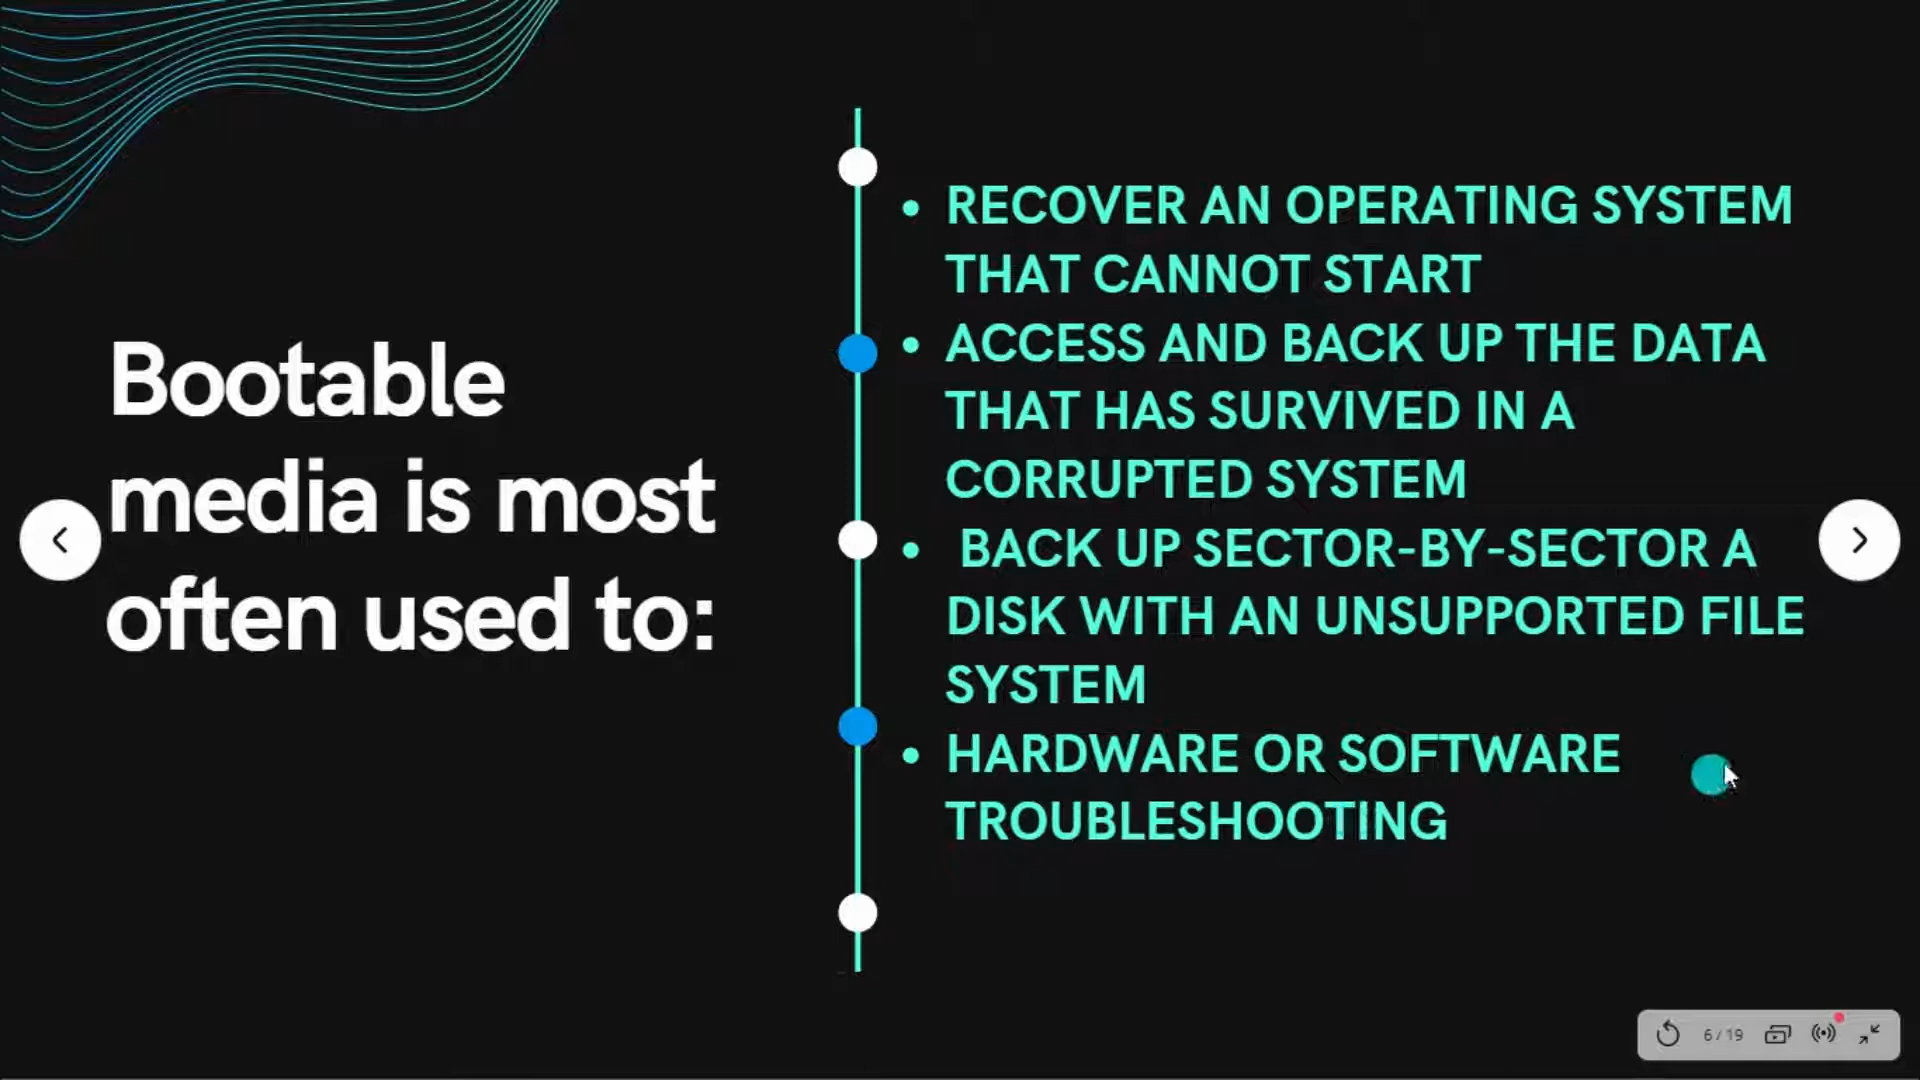 Bootable
media is most
often used to:
• RECOVER AN OPERATING SYSTEM
THAT CANNOT START
• ACCESS AND BACK UP THE DATA
THAT HAS SURVIVED IN A
CORRUPTED SYSTEM
• BACK UP SECTOR-BY-SECTOR A
DISK WITH AN UNSUPPORTED FILE
SYSTEM
• HARDWARE OR SOFTWARE
TROUBLESHOOTING
6 / 19